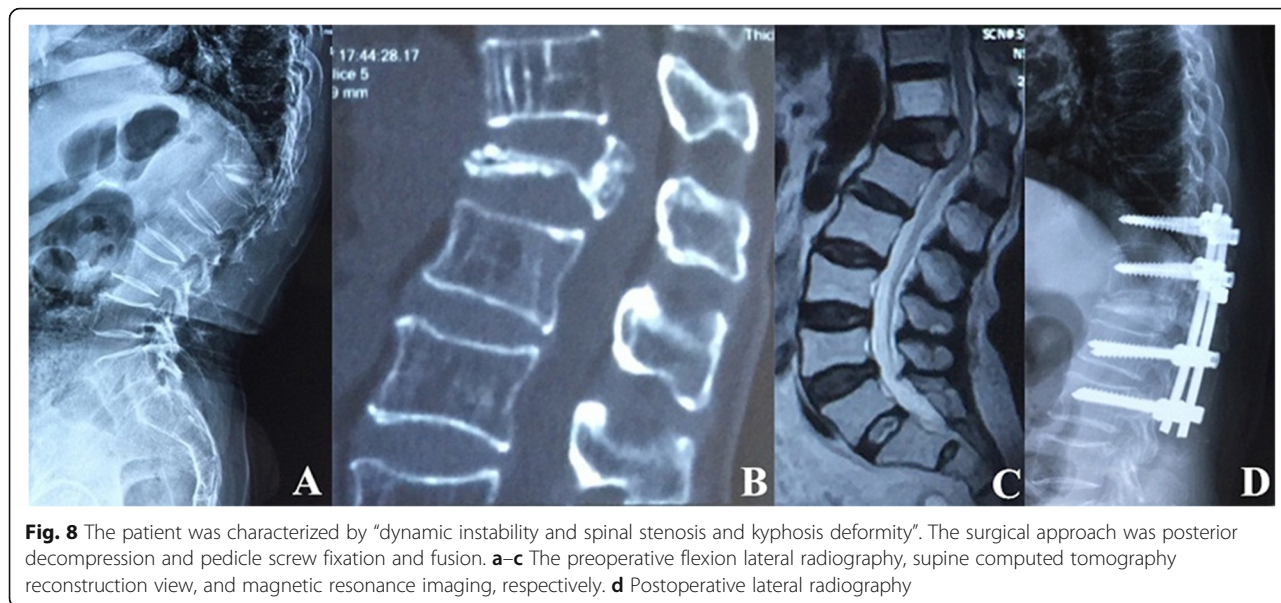 17:44:28.17
lice 5
9 mm
Thic
SCNO:S
NS
2
A
B
C
D
Fig. 8 The patient was characterized by “dynamic instability and spinal stenosis and kyphosis deformity”. The surgical approach was posterior
decompression and pedicle screw fixation and fusion. a–c The preoperative flexion lateral radiography, supine computed tomography
reconstruction view, and magnetic resonance imaging, respectively. d Postoperative lateral radiography